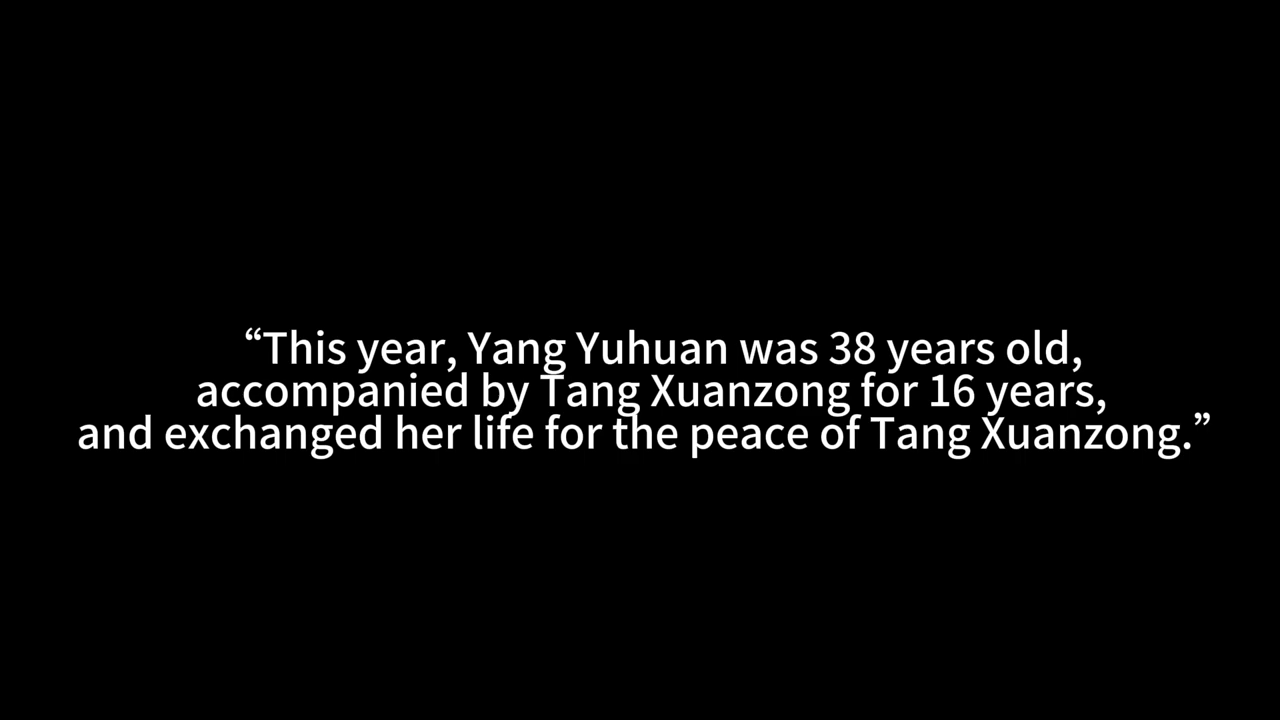 “This year, Yang Yuhuan was 38 years old,
accompanied by Tang Xuanzong for 16 years,
and exchanged her life for the peace of Tang Xuanzong.”